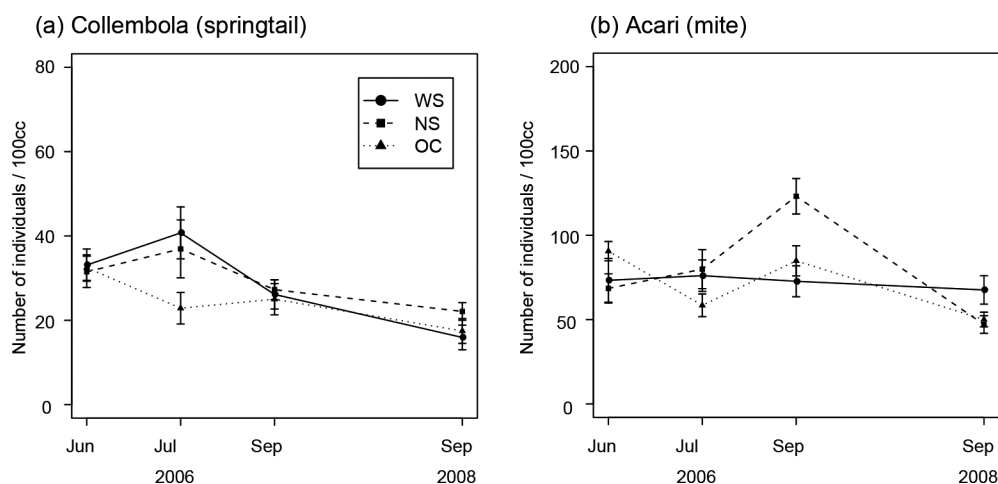 (a) Collembola (springtail)
Number of individuals / 100cc
80
60
40
20
0
WS
NS
OC
Jun
Jul
Sep
Sep
2006
2008
(b) Acari (mite)
Number of individuals / 100cc
200
150
100
50
0
Jun
Jul
Sep
Sep
2006
2008